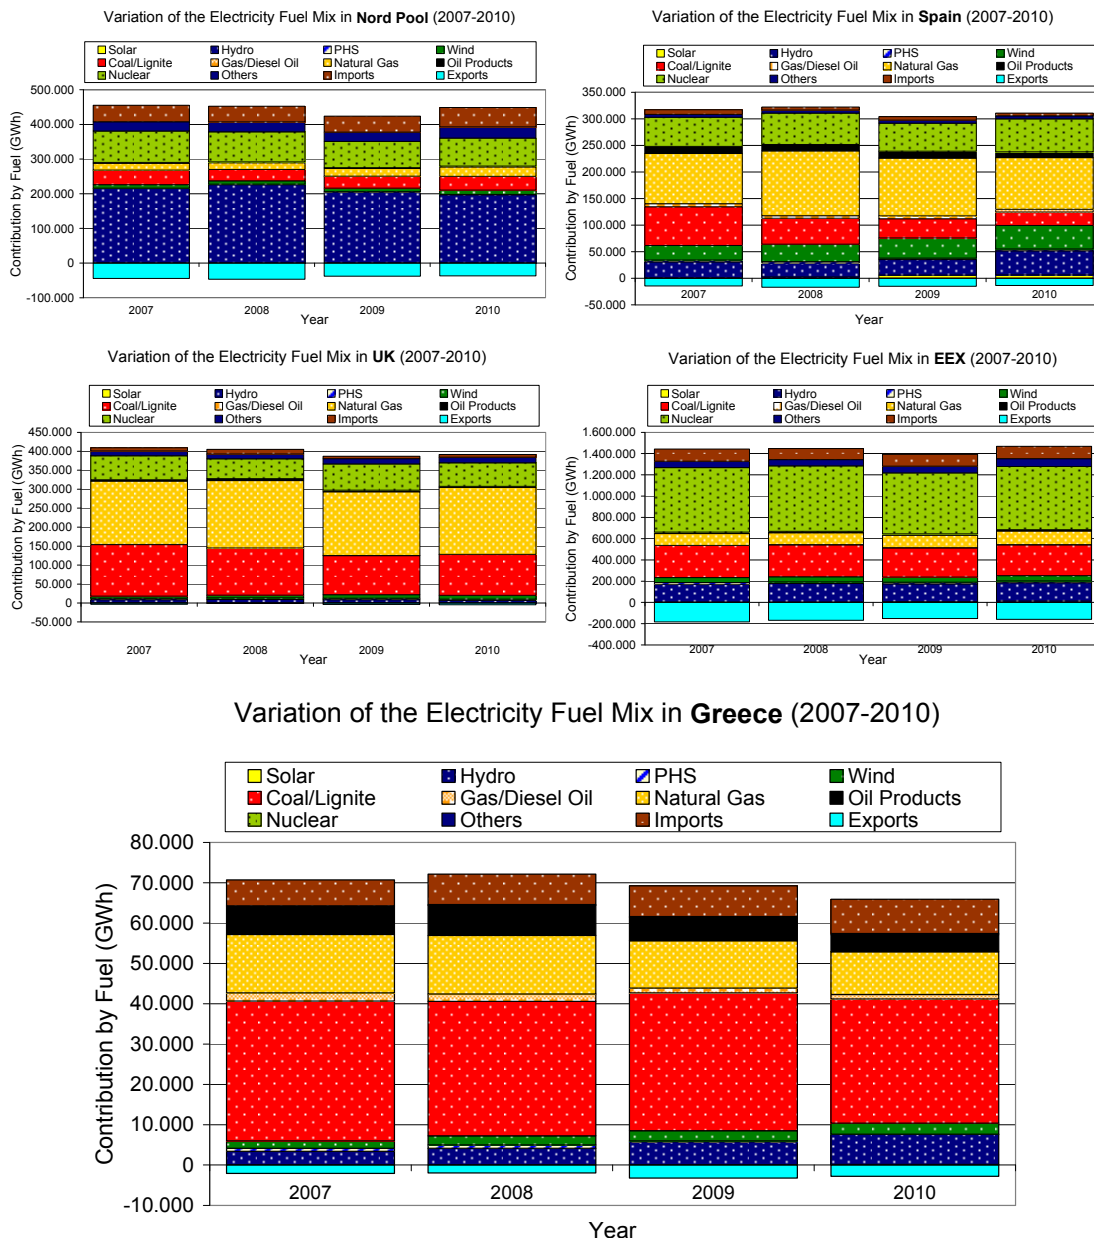 Variation of the Electricity Fuel Mix in Nord Pool (2007-2010)
Solar Hydro PHS Wind
Coal/Lignite Gas/Diesel Oil Natural Gas Oil Products
Nuclear Others Imports Exports
Contribution by Fuel (GWh)
500.000
400.000
300.000
200.000
100.000
0
-100.000
2007 2008 2009 2010
Year
Variation of the Electricity Fuel Mix in Spain (2007-2010)
Solar Hydro PHS Wind
Coal/Lignite Gas/Diesel Oil Natural Gas Oil Products
Nuclear Others Imports Exports
Contribution by Fuel (GWh)
350.000
300.000
250.000
200.000
150.000
100.000
50.000
0
-50.000
2007 2008 2009 2010
Year
Variation of the Electricity Fuel Mix in UK (2007-2010)
Solar Hydro PHS Wind
Coal/Lignite Gas/Diesel Oil Natural Gas Oil Products
Nuclear Others Imports Exports
Contribution by Fuel (GWh)
450.000
400.000
350.000
300.000
250.000
200.000
150.000
100.000
50.000
0
-50.000
2007 2008 2009 2010
Year
Variation of the Electricity Fuel Mix in EEX (2007-2010)
Solar Hydro PHS Wind
Coal/Lignite Gas/Diesel Oil Natural Gas Oil Products
Nuclear Others Imports Exports
Contribution by Fuel (GWh)
1.600.000
1.400.000
1.200.000
1.000.000
800.000
600.000
400.000
200.000
0
-200.000
-400.000
2007 2008 2009 2010
Year
Variation of the Electricity Fuel Mix in Greece (2007-2010)
Solar Hydro PHS Wind
Coal/Lignite Gas/Diesel Oil Natural Gas Oil Products
Nuclear Others Imports Exports
Contribution by Fuel (GWh)
80.000
70.000
60.000
50.000
40.000
30.000
20.000
10.000
0
-10.000
2007 2008 2009 2010
Year